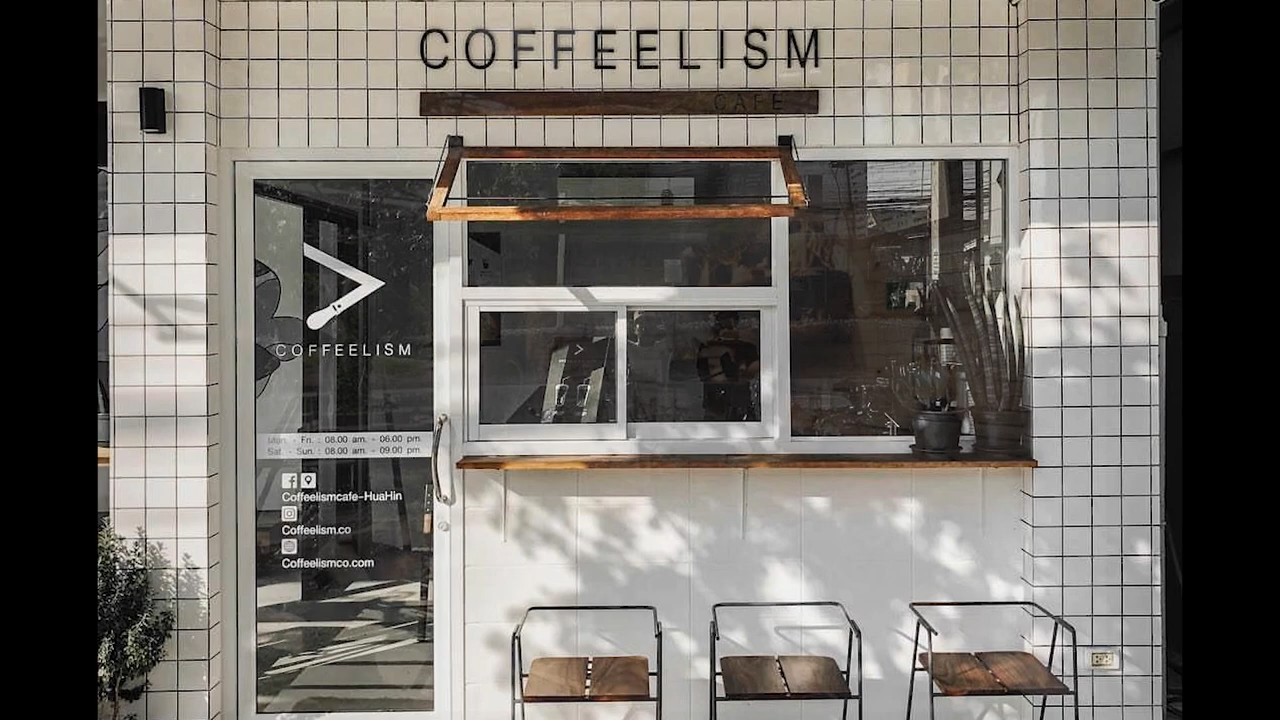 COFFEELISM
CAFE
COFFEELISM
Mon. - Fri. : 08.00 am. - 06.00 pm.
Sat. - Sun. : 08.00 am. - 09.00 pm.
Coffeelismcafe-HuaHin
Coffeelism.co
Coffeelismco.com